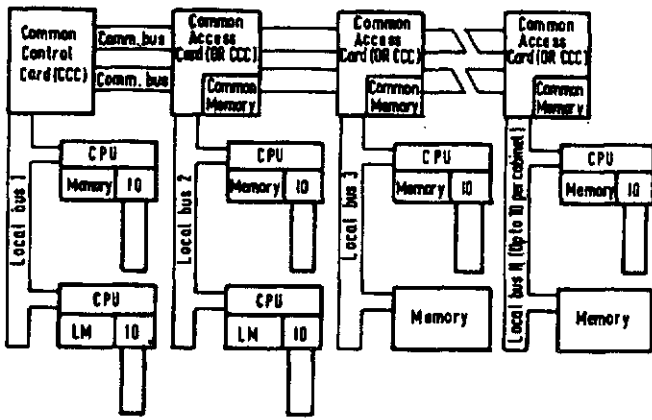 Common
Control
Card(CCC)
Comm. bus
Comm. bus
Common
Access
Card(OR CCC)
Common
Memory
Common
Access
Card(OR CCC)
Common
Memory
Common
Access
Card(OR CCC)
Common
Memory
Local bus 1
CPU
Memory IO
CPU
LM IO
Local bus 2
CPU
Memory IO
CPU
LM IO
Local bus 3
CPU
Memory IO
Memory
Local bus N (Up to 10 per cabinet)
CPU
Memory IO
Memory